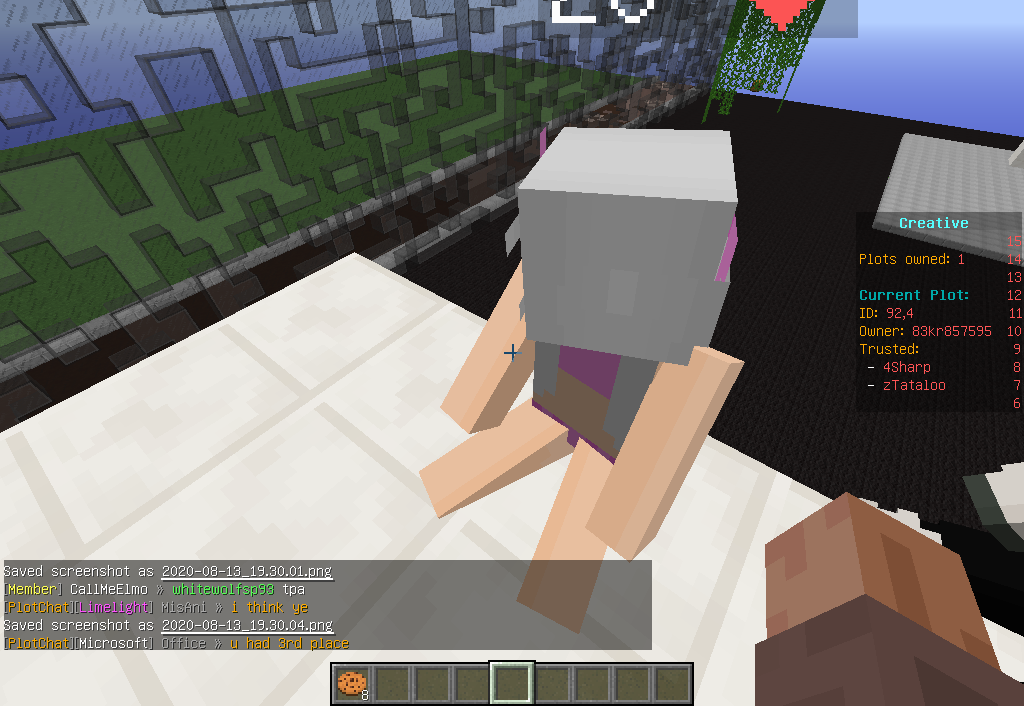 Creative
15
Plots owned: 1 14
13
Current Plot: 12
ID: 92,4 11
Owner: 83kr857595 10
Trusted: 9
- 4Sharp 8
- zTataloo 7
6
Saved screenshot as 2020-08-13_19.30.01.png
[Member] CallMeElmo » whitewolfsp93 tpa
[PlotChat][Limelight] MisAni » i think ye
Saved screenshot as 2020-08-13_19.30.04.png
[PlotChat][Microsoft] Office » u had 3rd place
8